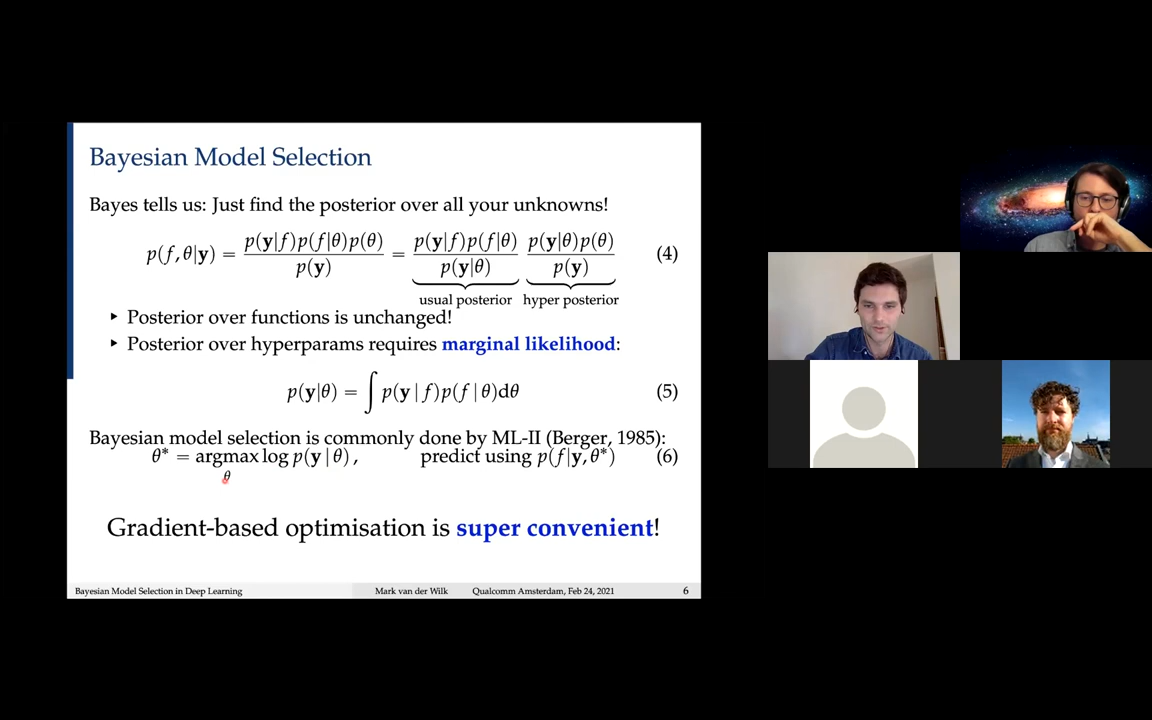 Bayesian Model Selection
Bayes tells us: Just find the posterior over all your unknowns!
p(f, θ|y) = p(y|f)p(f|θ)p(θ) / p(y) = p(y|f)p(f|θ) / p(y|θ) p(y|θ)p(θ) / p(y) (4)
usual posterior hyper posterior
▸ Posterior over functions is unchanged!
▸ Posterior over hyperparams requires marginal likelihood:
p(y|θ) = ∫ p(y | f)p(f | θ)dθ (5)
Bayesian model selection is commonly done by ML-II (Berger, 1985):
θ* = argmax log p(y | θ) , predict using p(f|y, θ*) (6)
θ
Gradient-based optimisation is super convenient!
Bayesian Model Selection in Deep Learning Mark van der Wilk Qualcomm Amsterdam, Feb 24, 2021 6